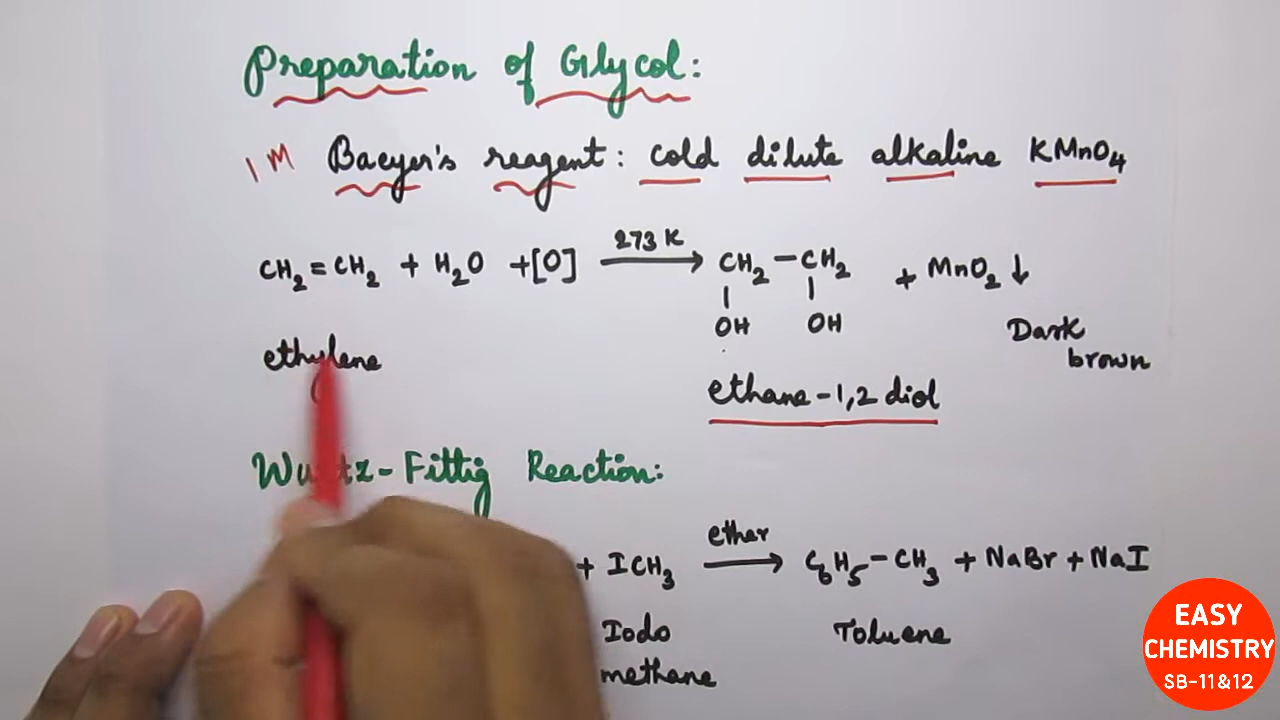 Preparation of Glycol:
1 M Baeyer's reagent: cold dilute alkaline KMnO4
CH2=CH2 + H2O +[O] 273 K → CH2-CH2 + MnO2 ↓
OH OH
Dark
brown
ethylene
ethane-1,2 diol
Wurtz-Fittig Reaction:
+ ICH3 ether → C6H5-CH3 + NaBr + NaI
Iodo
methane
Toluene
EASY
CHEMISTRY
SB-11&12